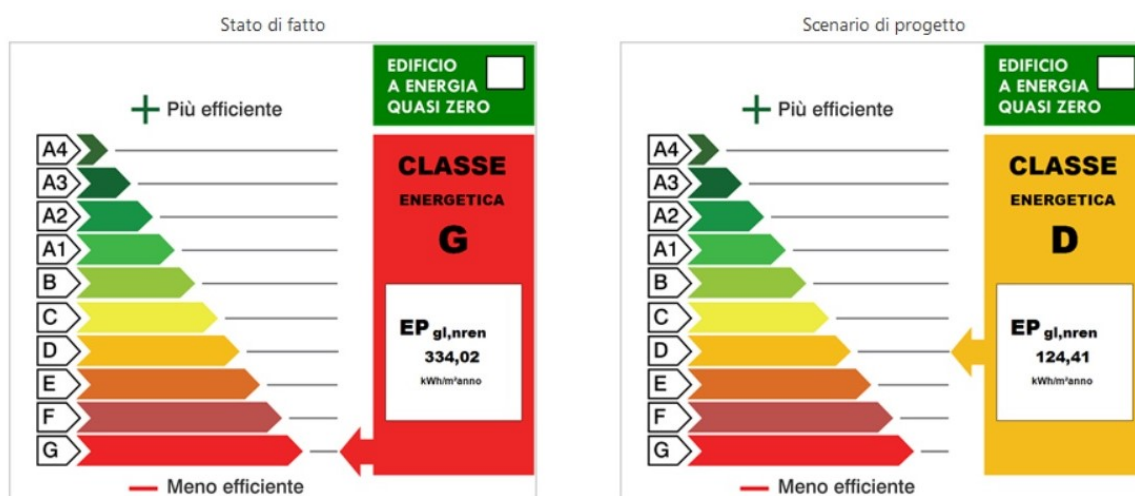 Stato di fatto
EDIFICIO
A ENERGIA
QUASI ZERO
+ Più efficiente
A4
A3
A2
A1
B
C
D
E
F
G
CLASSE
ENERGETICA
G
EP gl,nren
334,02
kWh/m²anno
— Meno efficiente
Scenario di progetto
EDIFICIO
A ENERGIA
QUASI ZERO
+ Più efficiente
A4
A3
A2
A1
B
C
D
E
F
G
CLASSE
ENERGETICA
D
EP gl,nren
124,41
kWh/m²anno
— Meno efficiente